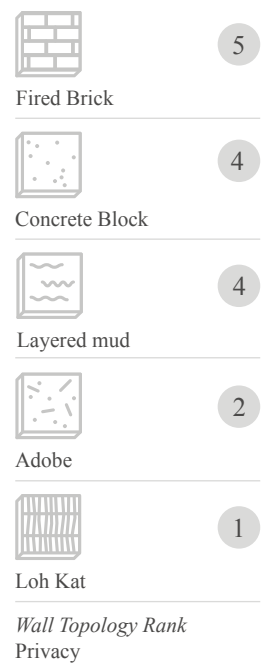 5
Fired Brick
4
Concrete Block
4
Layered mud
2
Adobe
1
Loh Kat
Wall Topology Rank
Privacy